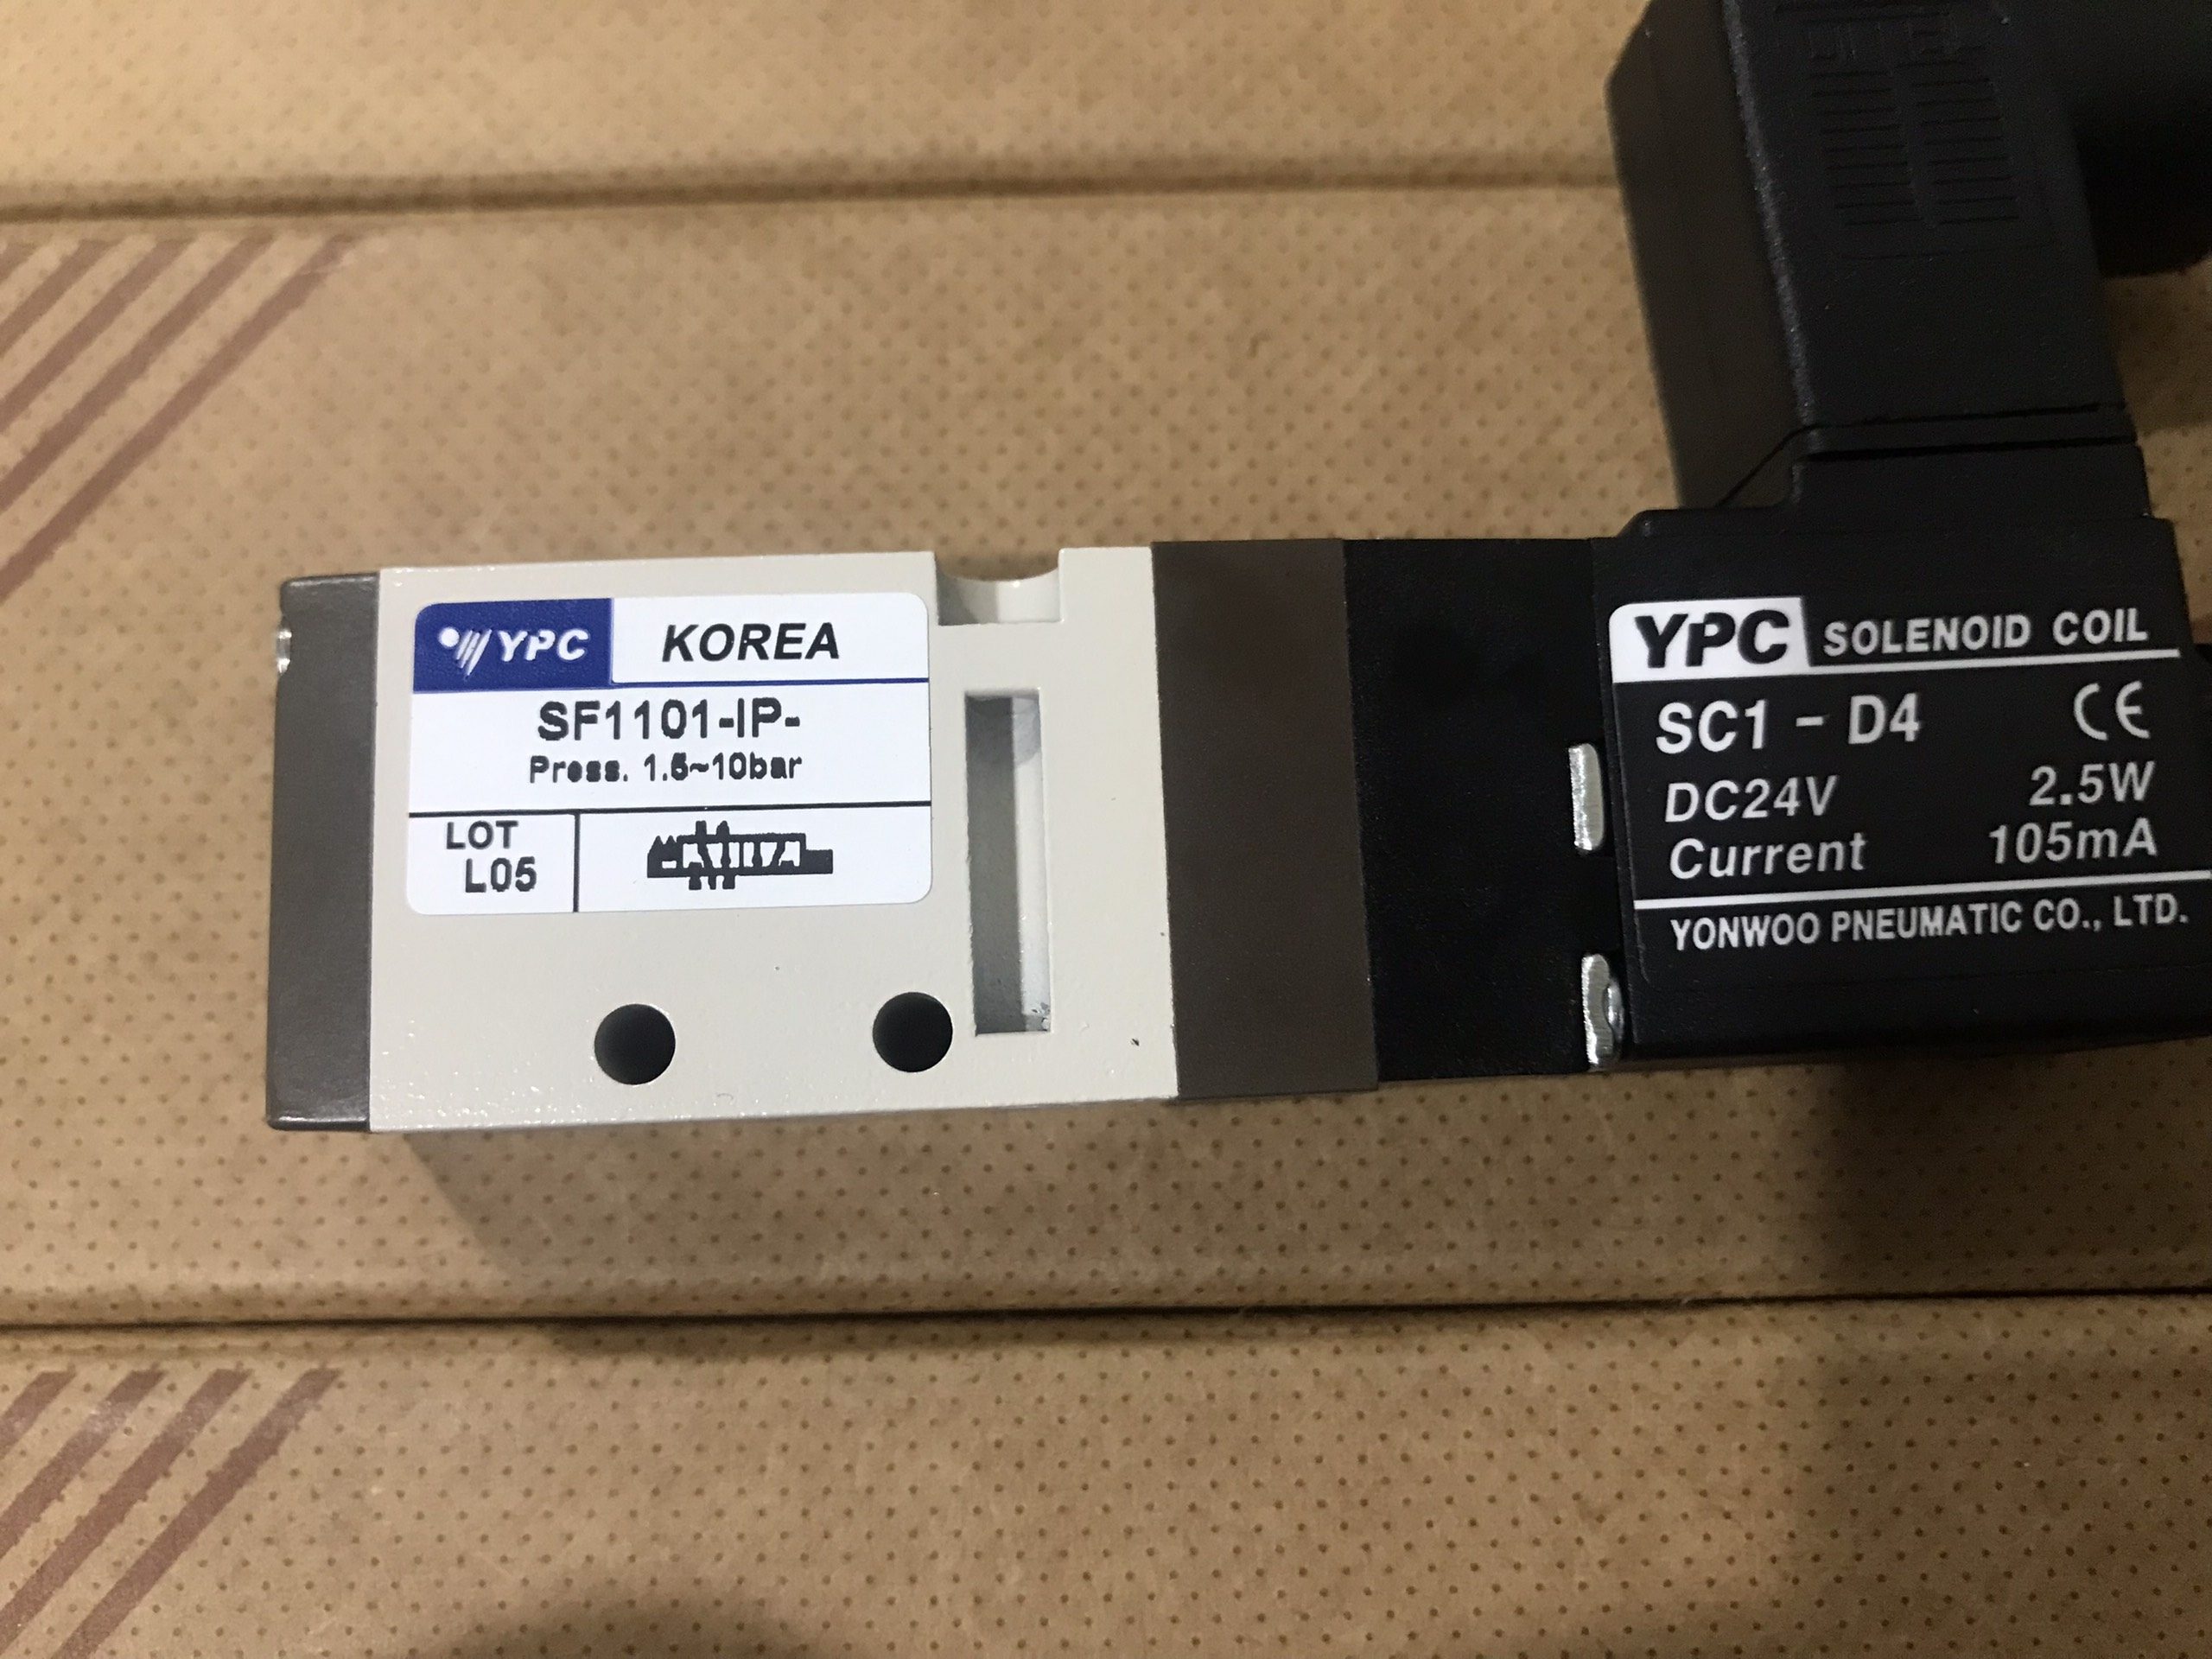 YPC KOREA
SF1101-IP-
Press. 1.5~10bar
LOT
L05
YPC SOLENOID COIL
SC1 - D4 CE
DC24V 2.5W
Current 105mA
YONWOO PNEUMATIC CO., LTD.